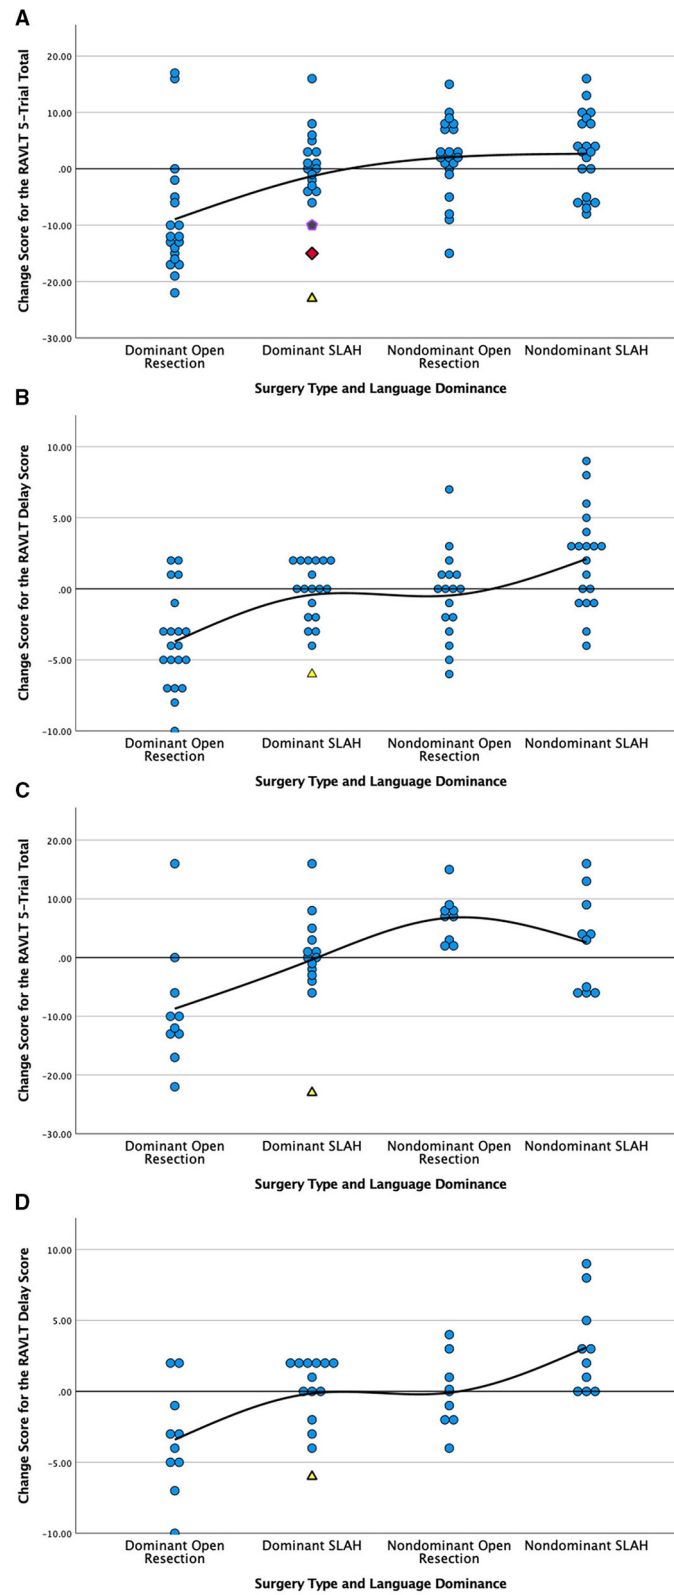 A
Change Score for the RAVLT 5-Trial Total
20.00
10.00
.00
-10.00
-20.00
-30.00
Dominant Open Resection
Dominant SLAH
Nondominant Open Resection
Nondominant SLAH
Surgery Type and Language Dominance
B
Change Score for the RAVLT Delay Score
10.00
5.00
.00
-5.00
-10.00
Dominant Open Resection
Dominant SLAH
Nondominant Open Resection
Nondominant SLAH
Surgery Type and Language Dominance
C
Change Score for the RAVLT 5-Trial Total
20.00
10.00
.00
-10.00
-20.00
-30.00
Dominant Open Resection
Dominant SLAH
Nondominant Open Resection
Nondominant SLAH
Surgery Type and Language Dominance
D
Change Score for the RAVLT Delay Score
10.00
5.00
.00
-5.00
-10.00
Dominant Open Resection
Dominant SLAH
Nondominant Open Resection
Nondominant SLAH
Surgery Type and Language Dominance